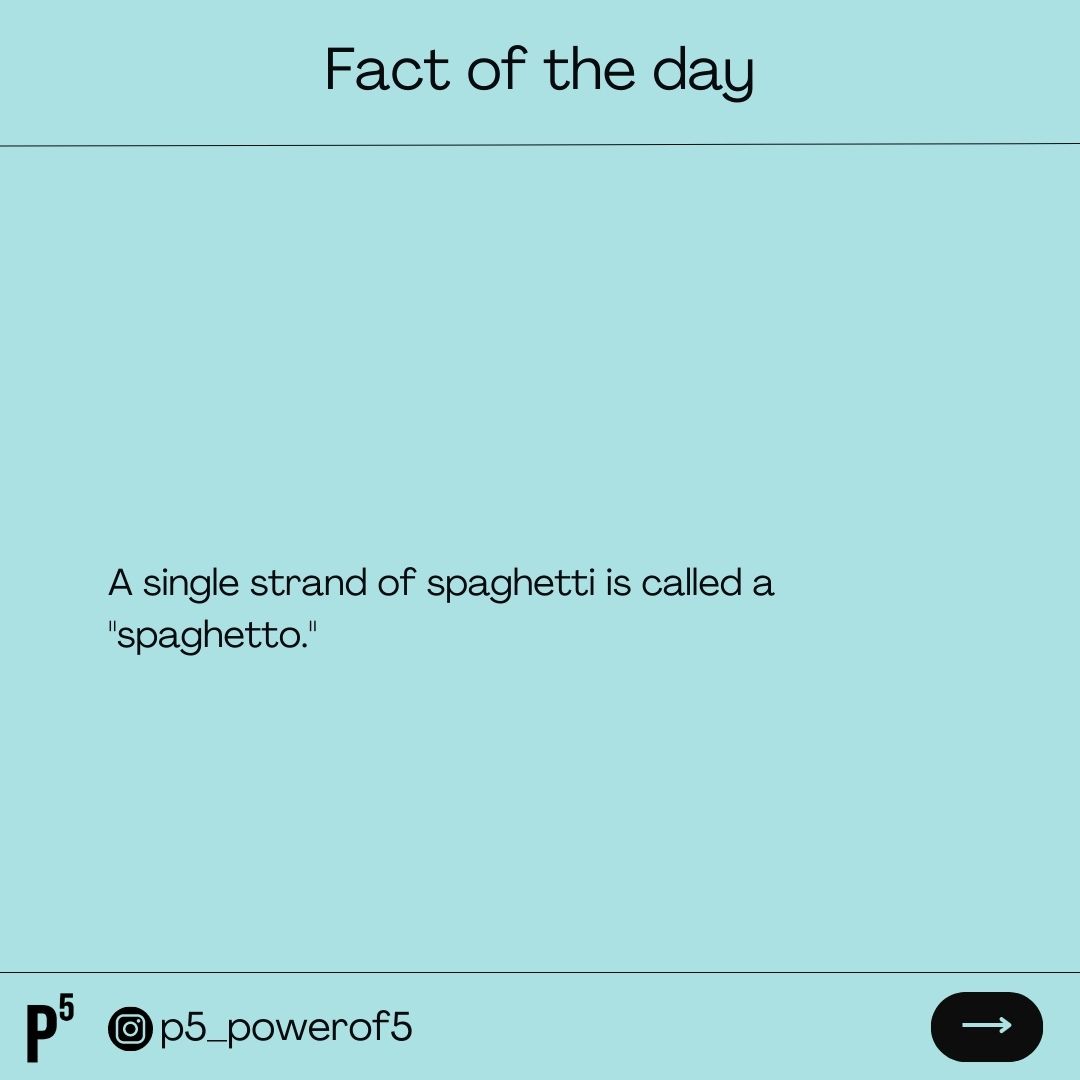 Fact of the day
A single strand of spaghetti is called a
"spaghetto."
P5
p5_powerof5